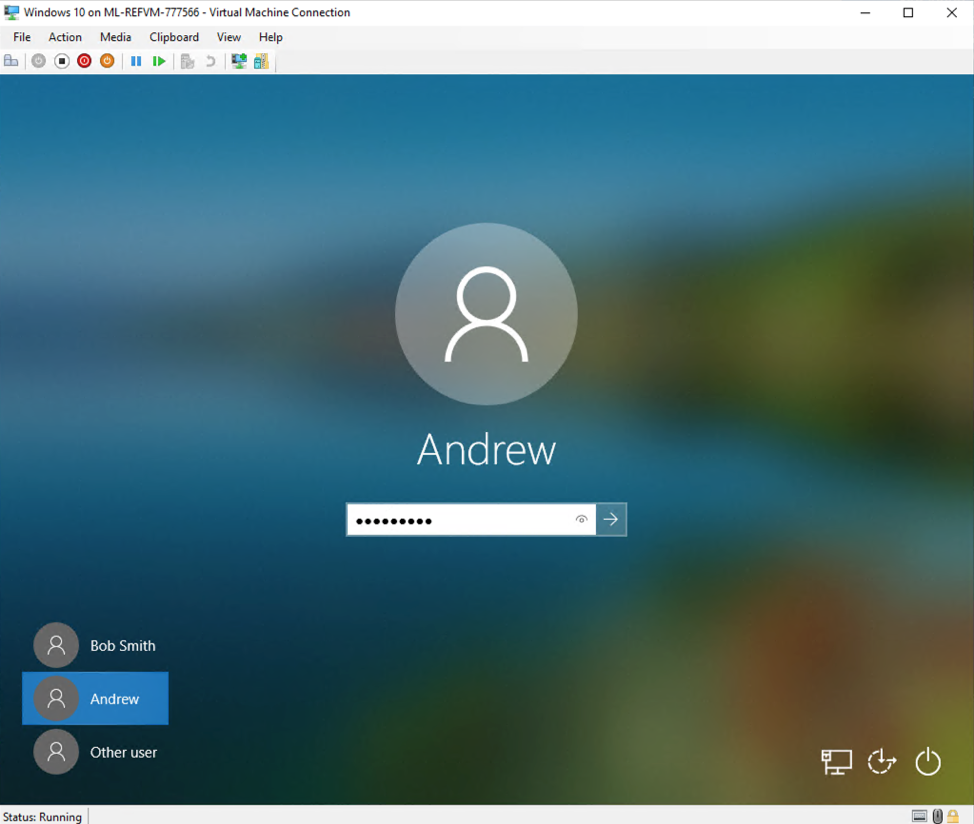 Windows 10 on ML-REFVM-777566 - Virtual Machine Connection
File Action Media Clipboard View Help
Andrew
Bob Smith
Andrew
Other user
Status: Running